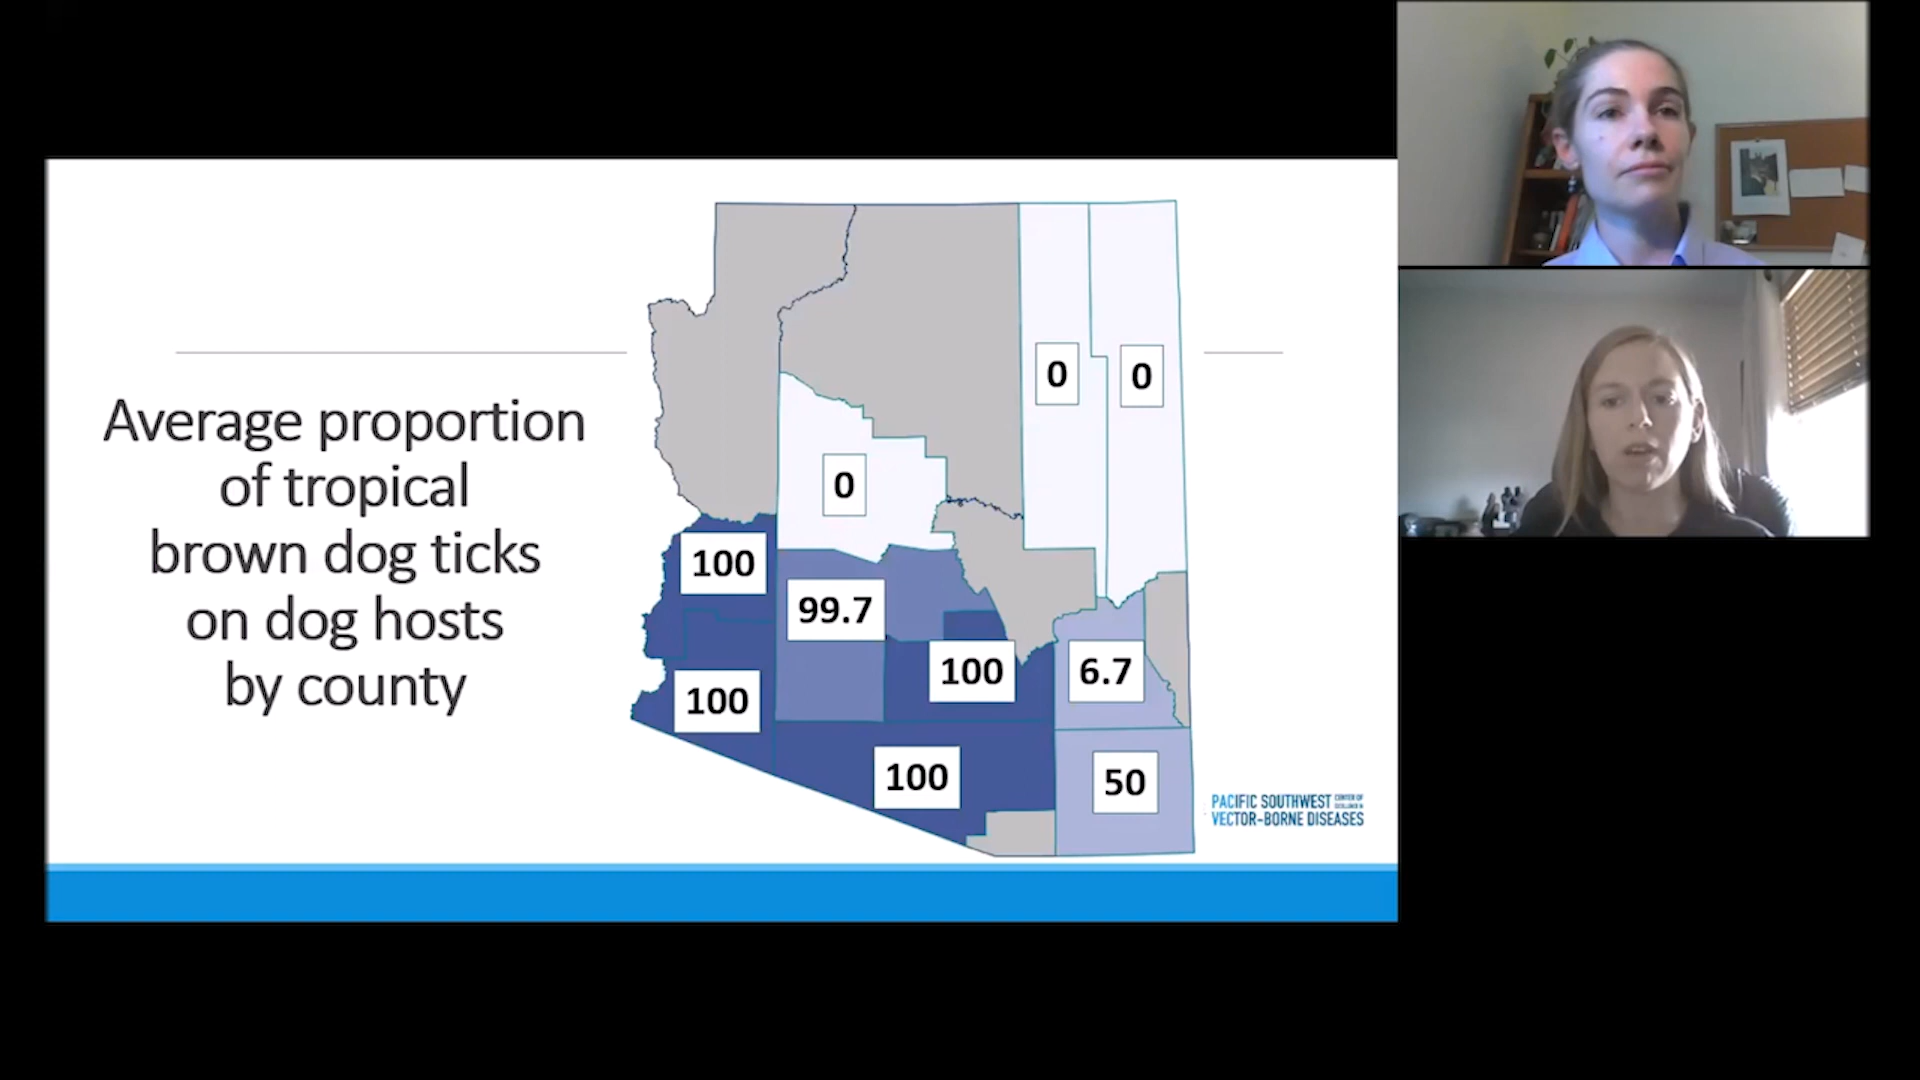 Average proportion
of tropical
brown dog ticks
on dog hosts
by county
0
0
0
100
99.7
100
100
6.7
100
50
PACIFIC SOUTHWEST CENTER OF
EXCELLENCE IN
VECTOR-BORNE DISEASES